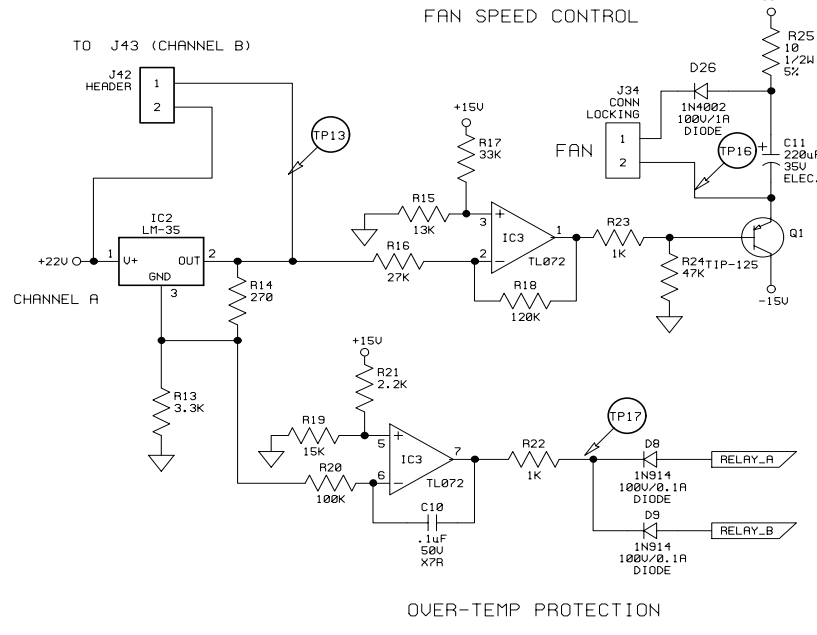 FAN SPEED CONTROL
TO J43 (CHANNEL B)
J42
HEADER
1
2
TP13
+15V
R17
33K
R15
13K
3
+
2
-
1
IC3
TL072
R16
27K
R18
120K
R23
1K
R24
47K
TIP-125
Q1
-15V
R25
10
1/2W
5%
D26
1N4002
100V/1A
DIODE
J34
CONN
LOCKING
FAN
1
2
TP16
+
C11
220uF
35V
ELEC.
IC2
LM-35
+22V
1
V+
OUT
2
GND
3
CHANNEL A
R14
270
R13
3.3K
+15V
R21
2.2K
R19
15K
5
+
6
-
7
IC3
TL072
R20
100K
C10
.1uF
50V
X7R
R22
1K
TP17
D8
1N914
100V/0.1A
DIODE
RELAY_A
D9
1N914
100V/0.1A
DIODE
RELAY_B
OVER-TEMP PROTECTION